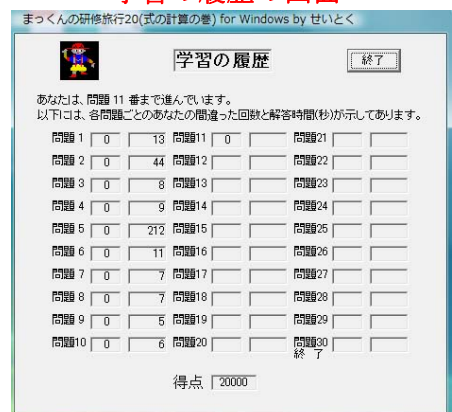 学習の履歴の画面
まっくんの研修旅行20(式の計算の巻) for Windows by せいとく
学習の履歴 終了
あなたは、問題 11 番まで進んでいます。
以下には、各問題ごとのあなたの間違った回数と解答時間(秒)が示してあります。
問題 1 0 13 問題11 0 問題21
問題 2 0 44 問題12 問題22
問題 3 0 8 問題13 問題23
問題 4 0 9 問題14 問題24
問題 5 0 212 問題15 問題25
問題 6 0 11 問題16 問題26
問題 7 0 7 問題17 問題27
問題 8 0 7 問題18 問題28
問題 9 0 5 問題19 問題29
問題10 0 6 問題20 問題30
終 了
得点 20000